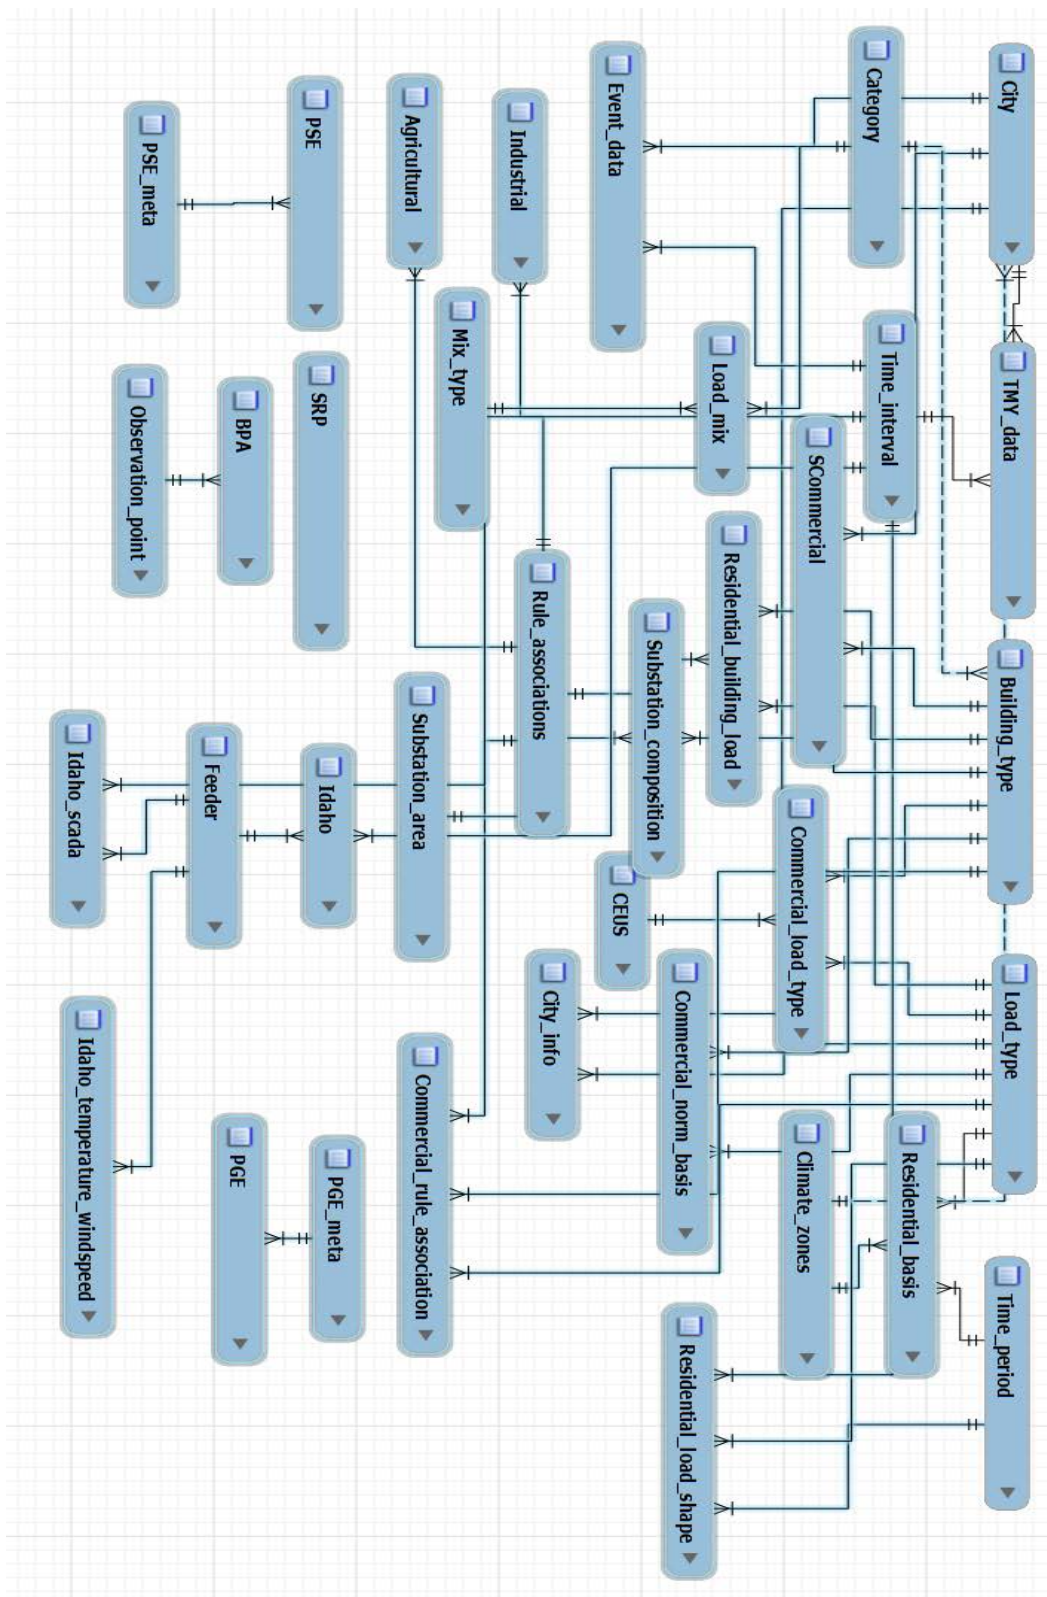 City
TMY_data
Building_type
Load_type
Time_period
Category
Time_interval
Residential_basis
SCommercial
Commercial_load_type
Climate_zones
Load_mix
Residential_building_load
Commercial_norm_basis
Residential_load_shape
Event_data
Substation_composition
CEUS
Industrial
Rule_associations
City_info
Mix_type
Agricultural
Substation_area
Commercial_rule_association
PSE
SRP
Idaho
PGE_meta
BPA
Feeder
PGE
PSE_meta
Observation_point
Idaho_scada
Idaho_temperature_windspeed